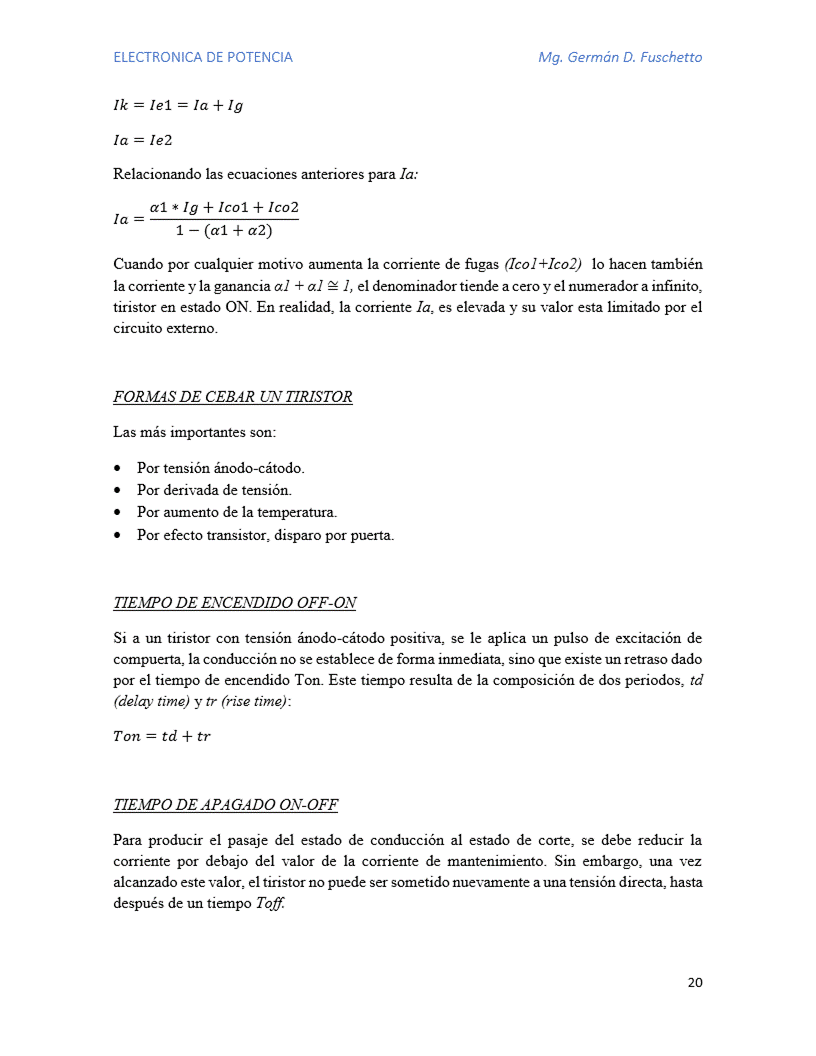 ELECTRONICA DE POTENCIA Mg. Germán D. Fuschetto
Ik = Ie1 = Ia + Ig
Ia = Ie2
Relacionando las ecuaciones anteriores para Ia:
Ia = \frac{α1 * Ig + Ico1 + Ico2}{1 − (α1 + α2)}
Cuando por cualquier motivo aumenta la corriente de fugas (Ico1+Ico2) lo hacen también
la corriente y la ganancia α1 + α1 ≅ 1, el denominador tiende a cero y el numerador a infinito,
tiristor en estado ON. En realidad, la corriente Ia, es elevada y su valor esta limitado por el
circuito externo.
FORMAS DE CEBAR UN TIRISTOR
Las más importantes son:
• Por tensión ánodo-cátodo.
• Por derivada de tensión.
• Por aumento de la temperatura.
• Por efecto transistor, disparo por puerta.
TIEMPO DE ENCENDIDO OFF-ON
Si a un tiristor con tensión ánodo-cátodo positiva, se le aplica un pulso de excitación de
compuerta, la conducción no se establece de forma inmediata, sino que existe un retraso dado
por el tiempo de encendido Ton. Este tiempo resulta de la composición de dos periodos, td
(delay time) y tr (rise time):
Ton = td + tr
TIEMPO DE APAGADO ON-OFF
Para producir el pasaje del estado de conducción al estado de corte, se debe reducir la
corriente por debajo del valor de la corriente de mantenimiento. Sin embargo, una vez
alcanzado este valor, el tiristor no puede ser sometido nuevamente a una tensión directa, hasta
después de un tiempo Toff.
20